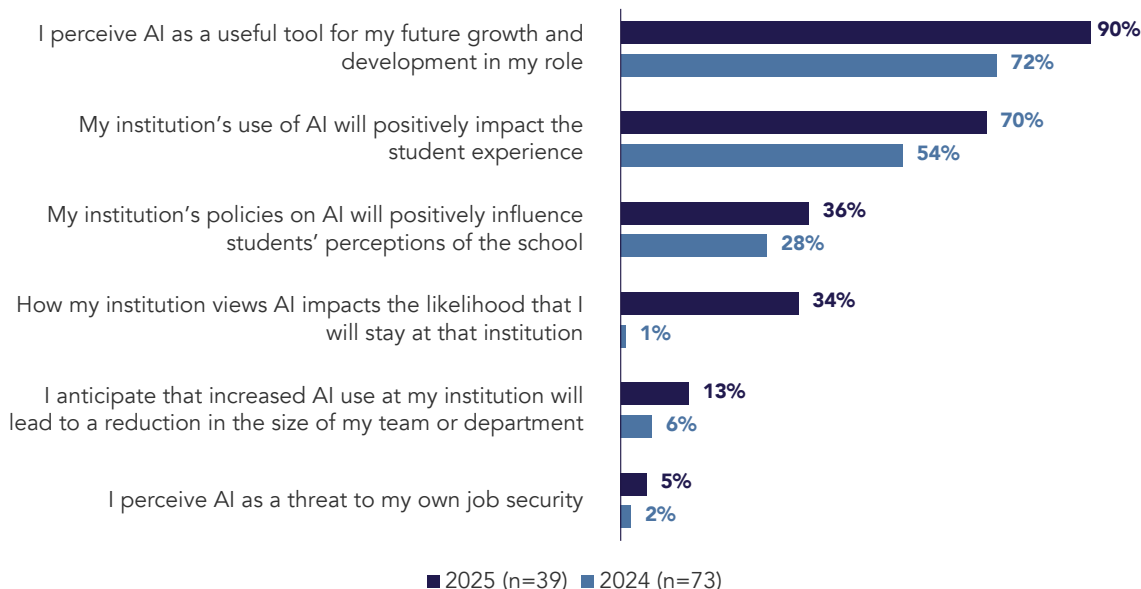 I perceive AI as a useful tool for my future growth and
development in my role
90%
72%
My institution’s use of AI will positively impact the
student experience
70%
54%
My institution’s policies on AI will positively influence
students’ perceptions of the school
36%
28%
How my institution views AI impacts the likelihood that I
will stay at that institution
34%
1%
I anticipate that increased AI use at my institution will
lead to a reduction in the size of my team or department
13%
6%
I perceive AI as a threat to my own job security
5%
2%
2025 (n=39) 2024 (n=73)